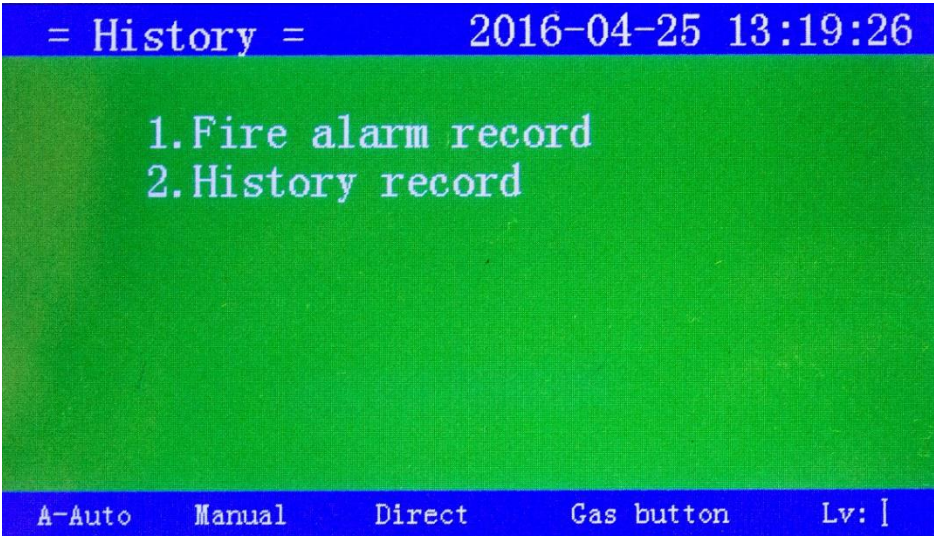 = History = 2016-04-25 13:19:26
1.Fire alarm record
2.History record
A-Auto Manual Direct Gas button Lv: